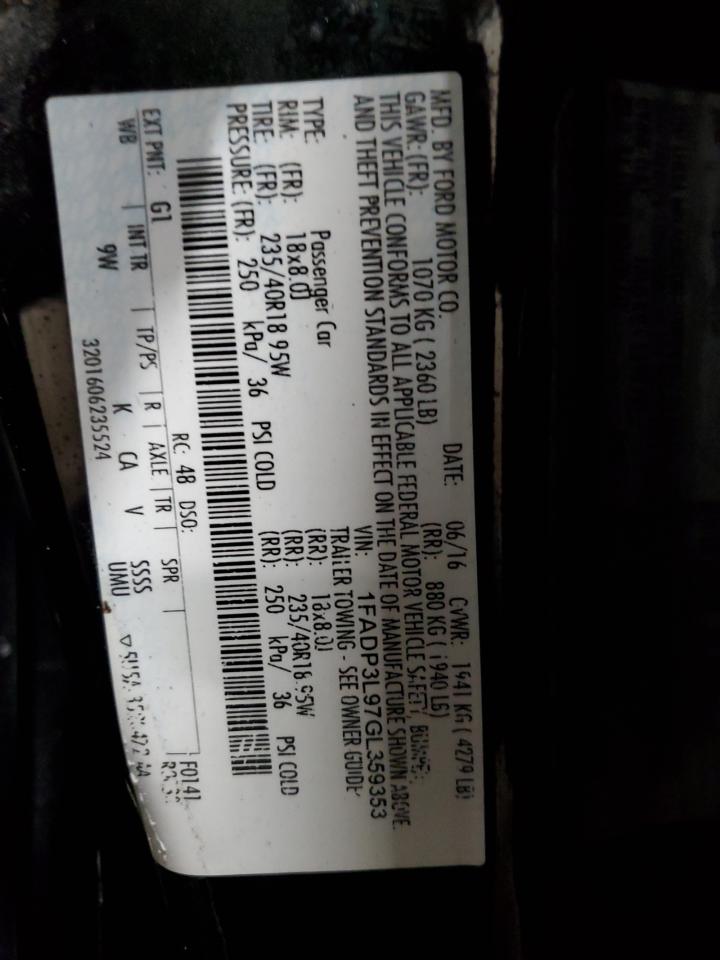 MFD. BY FORD MOTOR CO. DATE: 06/16 GVWR: 1941 KG ( 4279 LB)
GAWR: (FR): 1070 KG ( 2360 LB) (RR): 880 KG ( 1940 LB)
THIS VEHICLE CONFORMS TO ALL APPLICABLE FEDERAL MOTOR VEHICLE SAFETY, BUMPER,
AND THEFT PREVENTION STANDARDS IN EFFECT ON THE DATE OF MANUFACTURE SHOWN ABOVE.
VIN: 1FADP3L97GL359353
TYPE: Passenger Car TRAILER TOWING - SEE OWNER GUIDE
RIM: (FR): 18x8.0J (RR): 18x8.0J
TIRE: (FR): 235/40R18 95W (RR): 235/40R18 95W
PRESSURE: (FR): 250 kPa/ 36 PSI COLD (RR): 250 kPa/ 36 PSI COLD
EXT PNT: G1 RC: 48 DSO: F0141
WB | INT TR | TP/PS | R | AXLE | TR | SPR
9W K CA V SSSS
3201606235524 UMU